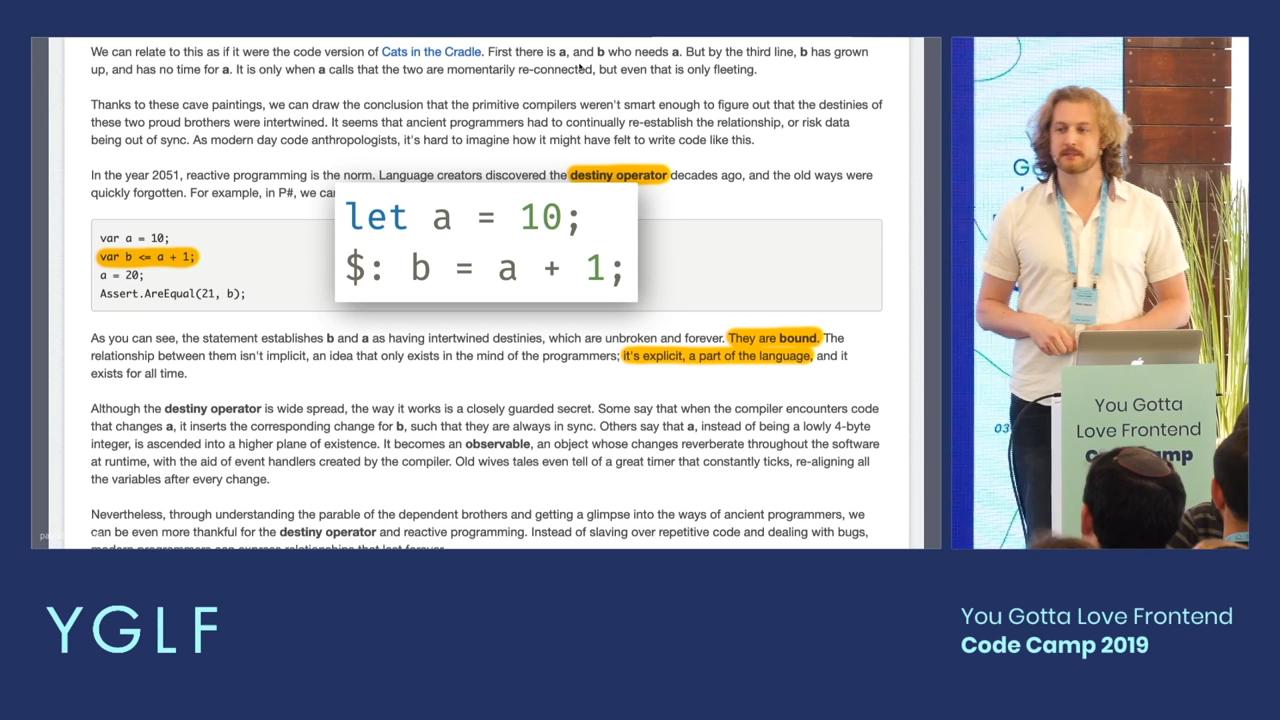 We can relate to this as if it were the code version of Cats in the Cradle. First there is a, and b who needs a. But by the third line, b has grown
up, and has no time for a. It is only when a calls that the two are momentarily re-connected, but even that is only fleeting.
Thanks to these cave paintings, we can draw the conclusion that the primitive compilers weren't smart enough to figure out that the destinies of
these two proud brothers were intertwined. It seems that ancient programmers had to continually re-establish the relationship, or risk data
being out of sync. As modern day code anthropologists, it's hard to imagine how it might have felt to write code like this.
In the year 2051, reactive programming is the norm. Language creators discovered the destiny operator decades ago, and the old ways were
quickly forgotten. For example, in P#, we can
let a = 10;
$: b = a + 1;
var a = 10;
var b <= a + 1;
a = 20;
Assert.AreEqual(21, b);
As you can see, the statement establishes b and a as having intertwined destinies, which are unbroken and forever. They are bound. The
relationship between them isn't implicit, an idea that only exists in the mind of the programmers; it's explicit, a part of the language, and it
exists for all time.
Although the destiny operator is wide spread, the way it works is a closely guarded secret. Some say that when the compiler encounters code
that changes a, it inserts the corresponding change for b, such that they are always in sync. Others say that a, instead of being a lowly 4-byte
integer, is ascended into a higher plane of existence. It becomes an observable, an object whose changes reverberate throughout the software
at runtime, with the aid of event handlers created by the compiler. Old wives tales even tell of a great timer that constantly ticks, re-aligning all
the variables after every change.
Nevertheless, through understanding the parable of the dependent brothers and getting a glimpse into the ways of ancient programmers, we
can be even more thankful for the destiny operator and reactive programming. Instead of slaving over repetitive code and dealing with bugs,
modern programmers can express relationships that last forever.
You Gotta
Love Frontend
YGLF
You Gotta Love Frontend
Code Camp 2019